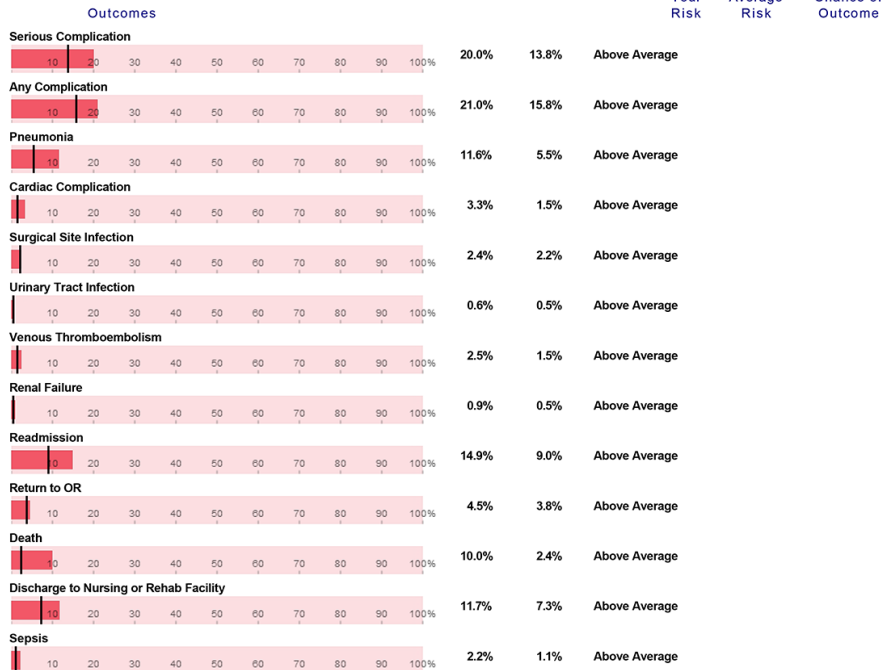 Outcomes Risk Risk Outcome
Serious Complication
10 20 30 40 50 60 70 80 90 100% 20.0% 13.8% Above Average
Any Complication
10 20 30 40 50 60 70 80 90 100% 21.0% 15.8% Above Average
Pneumonia
10 20 30 40 50 60 70 80 90 100% 11.6% 5.5% Above Average
Cardiac Complication
10 20 30 40 50 60 70 80 90 100% 3.3% 1.5% Above Average
Surgical Site Infection
10 20 30 40 50 60 70 80 90 100% 2.4% 2.2% Above Average
Urinary Tract Infection
10 20 30 40 50 60 70 80 90 100% 0.6% 0.5% Above Average
Venous Thromboembolism
10 20 30 40 50 60 70 80 90 100% 2.5% 1.5% Above Average
Renal Failure
10 20 30 40 50 60 70 80 90 100% 0.9% 0.5% Above Average
Readmission
10 20 30 40 50 60 70 80 90 100% 14.9% 9.0% Above Average
Return to OR
10 20 30 40 50 60 70 80 90 100% 4.5% 3.8% Above Average
Death
10 20 30 40 50 60 70 80 90 100% 10.0% 2.4% Above Average
Discharge to Nursing or Rehab Facility
10 20 30 40 50 60 70 80 90 100% 11.7% 7.3% Above Average
Sepsis
10 20 30 40 50 60 70 80 90 100% 2.2% 1.1% Above Average